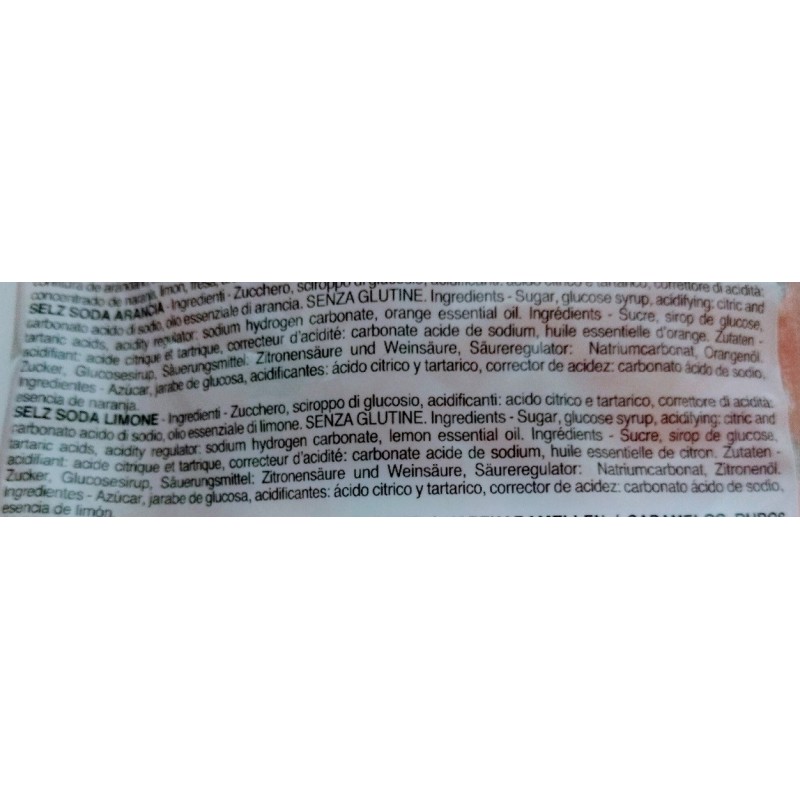 concentrado de naranja, limon, fresa,
SELZ SODA ARANCIA - Ingredienti - Zucchero, sciroppo di glucosio, acidificanti: acido citrico e tartarico, correttore di acidità:
carbonato acido di sodio, olio essenziale di arancia. SENZA GLUTINE. Ingredients - Sugar, glucose syrup, acidifying: citric and
tartaric acids, acidity regulator: sodium hydrogen carbonate, orange essential oil. Ingrédients - Sucre, sirop de glucose,
acidifiant: acide citrique et tartrique, correcteur d'acidité: carbonate acide de sodium, huile essentielle d'orange. Zutaten -
Zucker, Glucosesirup, Säuerungsmittel: Zitronensäure und Weinsäure, Säureregulator: Natriumcarbonat, Orangenöl.
Ingredientes - Azúcar, jarabe de glucosa, acidificantes: ácido citrico y tartarico, corrector de acidez: carbonato ácido de sodio,
esencia de naranja.
SELZ SODA LIMONE - Ingredienti - Zucchero, sciroppo di glucosio, acidificanti: acido citrico e tartarico, correttore di acidità:
carbonato acido di sodio, olio essenziale di limone. SENZA GLUTINE. Ingredients - Sugar, glucose syrup, acidifying: citric and
tartaric acids, acidity regulator: sodium hydrogen carbonate, lemon essential oil. Ingrédients - Sucre, sirop de glucose,
acidifiant: acide citrique et tartrique, correcteur d'acidité: carbonate acide de sodium, huile essentielle de citron. Zutaten -
Zucker, Glucosesirup, Säuerungsmittel: Zitronensäure und Weinsäure, Säureregulator: Natriumcarbonat, Zitronenöl.
Ingredientes - Azúcar, jarabe de glucosa, acidificantes: ácido citrico y tartarico, corrector de acidez: carbonato ácido de sodio,
esencia de limón.